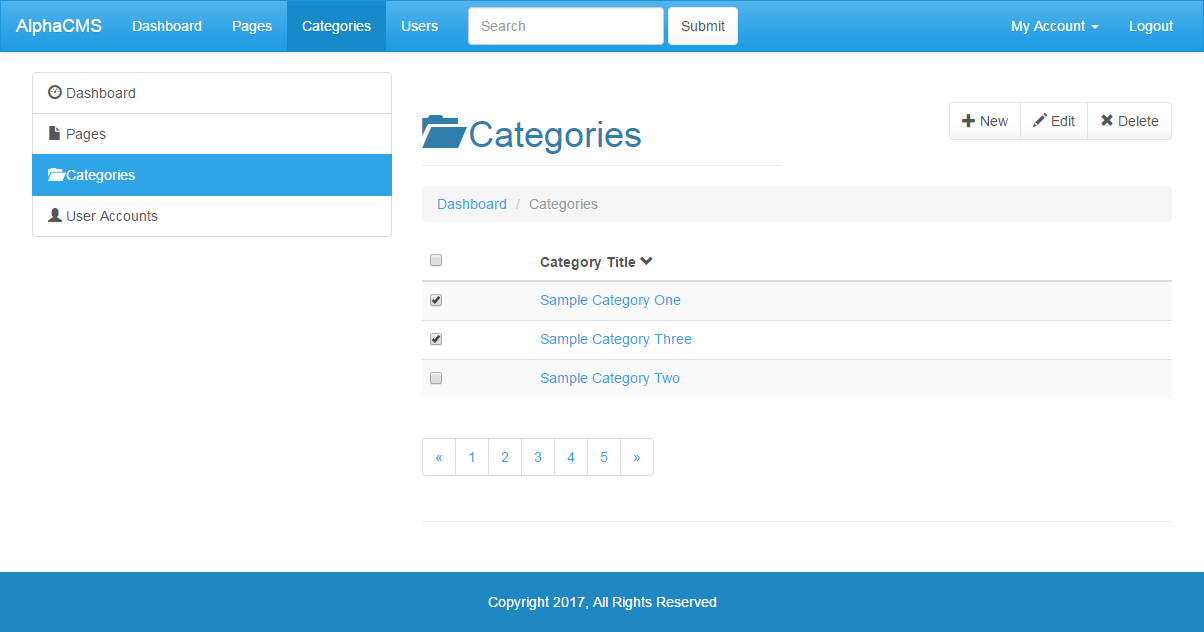 AlphaCMS Dashboard Pages Categories Users Search Submit My Account Logout
Dashboard
Pages
Categories
User Accounts
Categories
New Edit Delete
Dashboard / Categories
Category Title
Sample Category One
Sample Category Three
Sample Category Two
« 1 2 3 4 5 »
Copyright 2017, All Rights Reserved